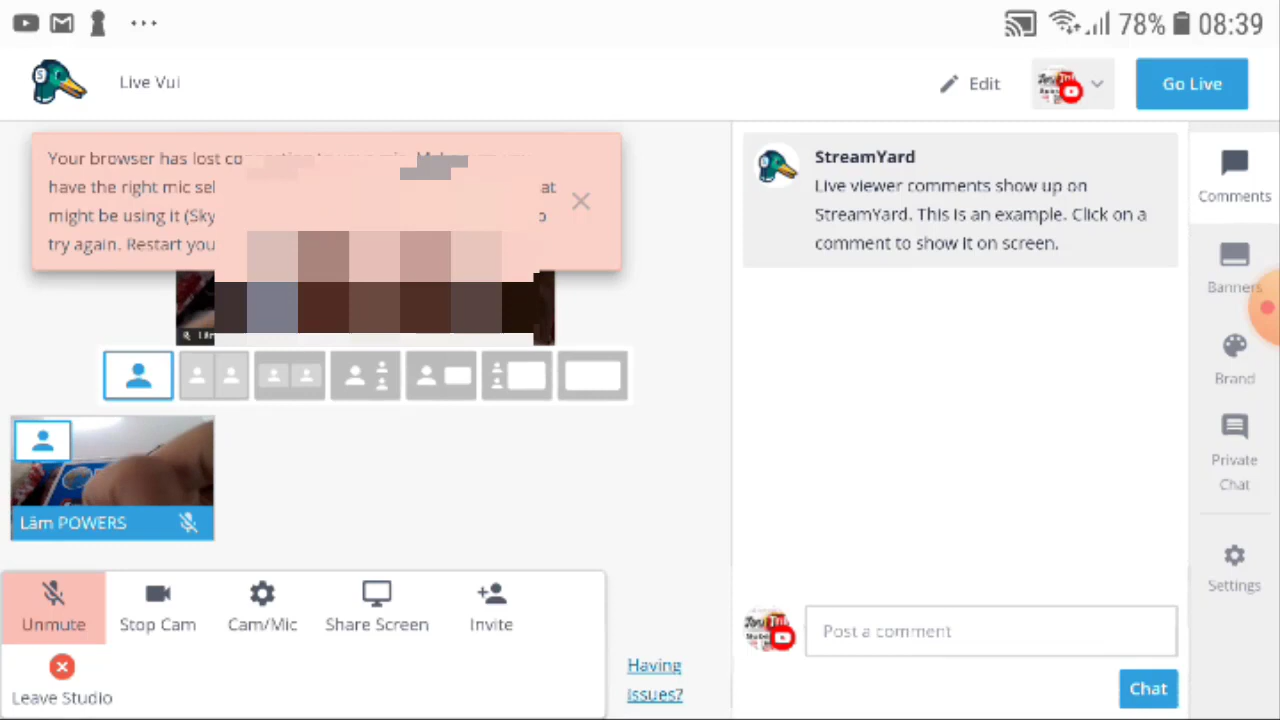 78% 08:39
Live Vui
Edit
Go Live
Your browser has lost
have the right mic sel at
might be using it (Sky o
try again. Restart you
StreamYard
Live viewer comments show up on
StreamYard. This is an example. Click on a
comment to show it on screen.
Comments
Banners
Brand
Private
Chat
Settings
Lâm POWERS
Unmute
Stop Cam
Cam/Mic
Share Screen
Invite
Leave Studio
Having
issues?
Post a comment
Chat